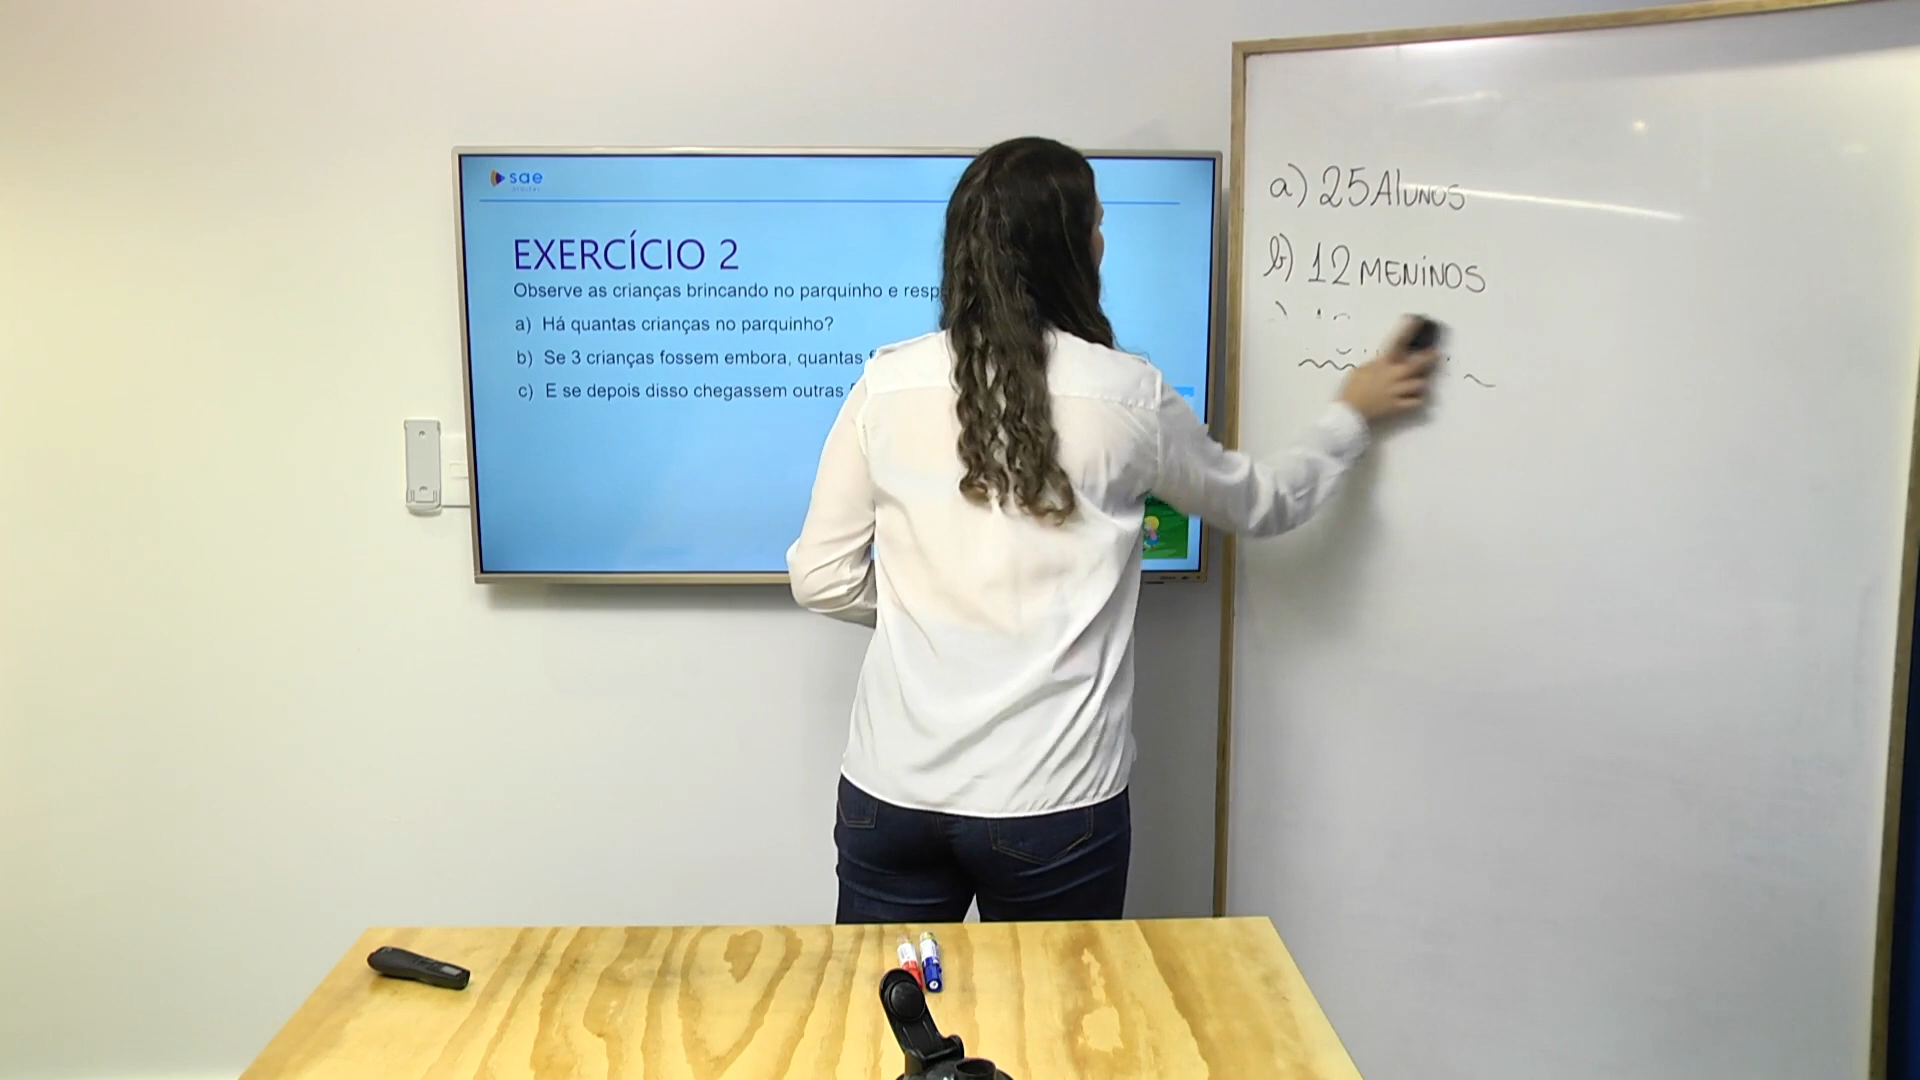 sae
EXERCÍCIO 2
Observe as crianças brincando no parquinho e resp
a) Há quantas crianças no parquinho?
b) Se 3 crianças fossem embora, quantas
c) E se depois disso chegassem outras
a) 25 AlUNOS
b) 12 MENINOS